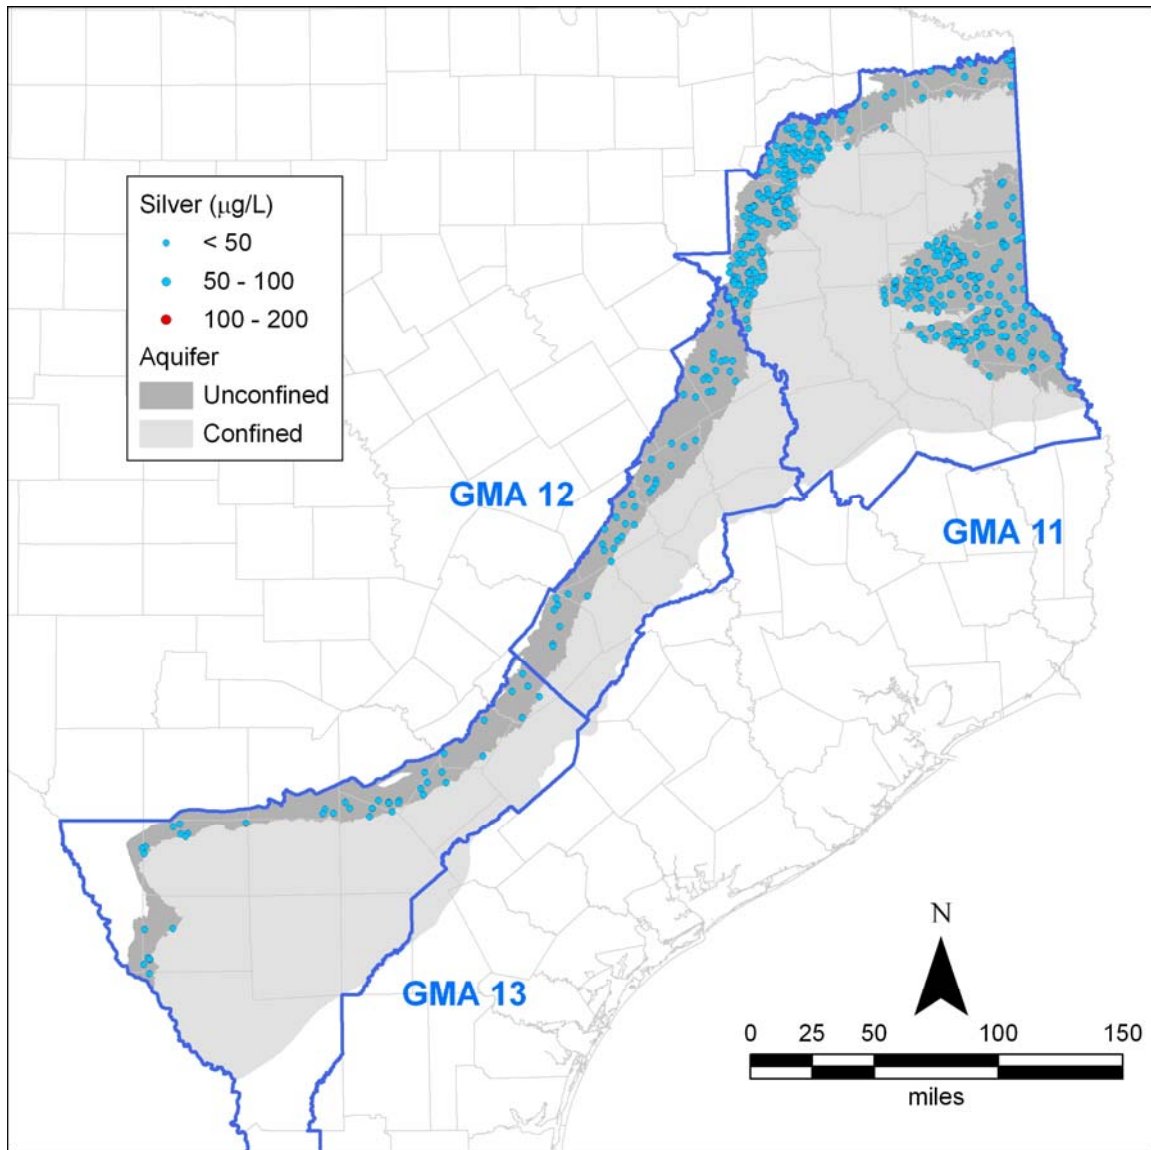 Silver (µg/L)
< 50
50 - 100
100 - 200
Aquifer
Unconfined
Confined
GMA 12
GMA 11
GMA 13
N
0 25 50 100 150
miles